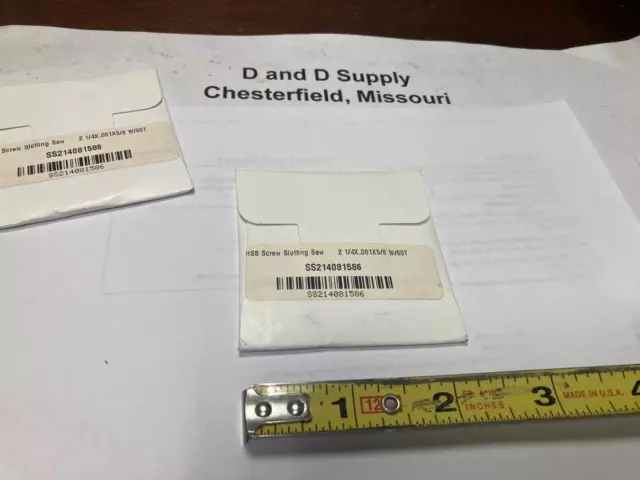 D and D Supply
Chesterfield, Missouri
Screw Slotting Saw 2 1/4X.081X5/8 W/60T
SS214081586
SS214081586
HSS Screw Slotting Saw 2 1/4X.081X5/8 W/60T
SS214081586
SS214081586
1 12 2 3 4
INCHES
MADE IN U.S.A.